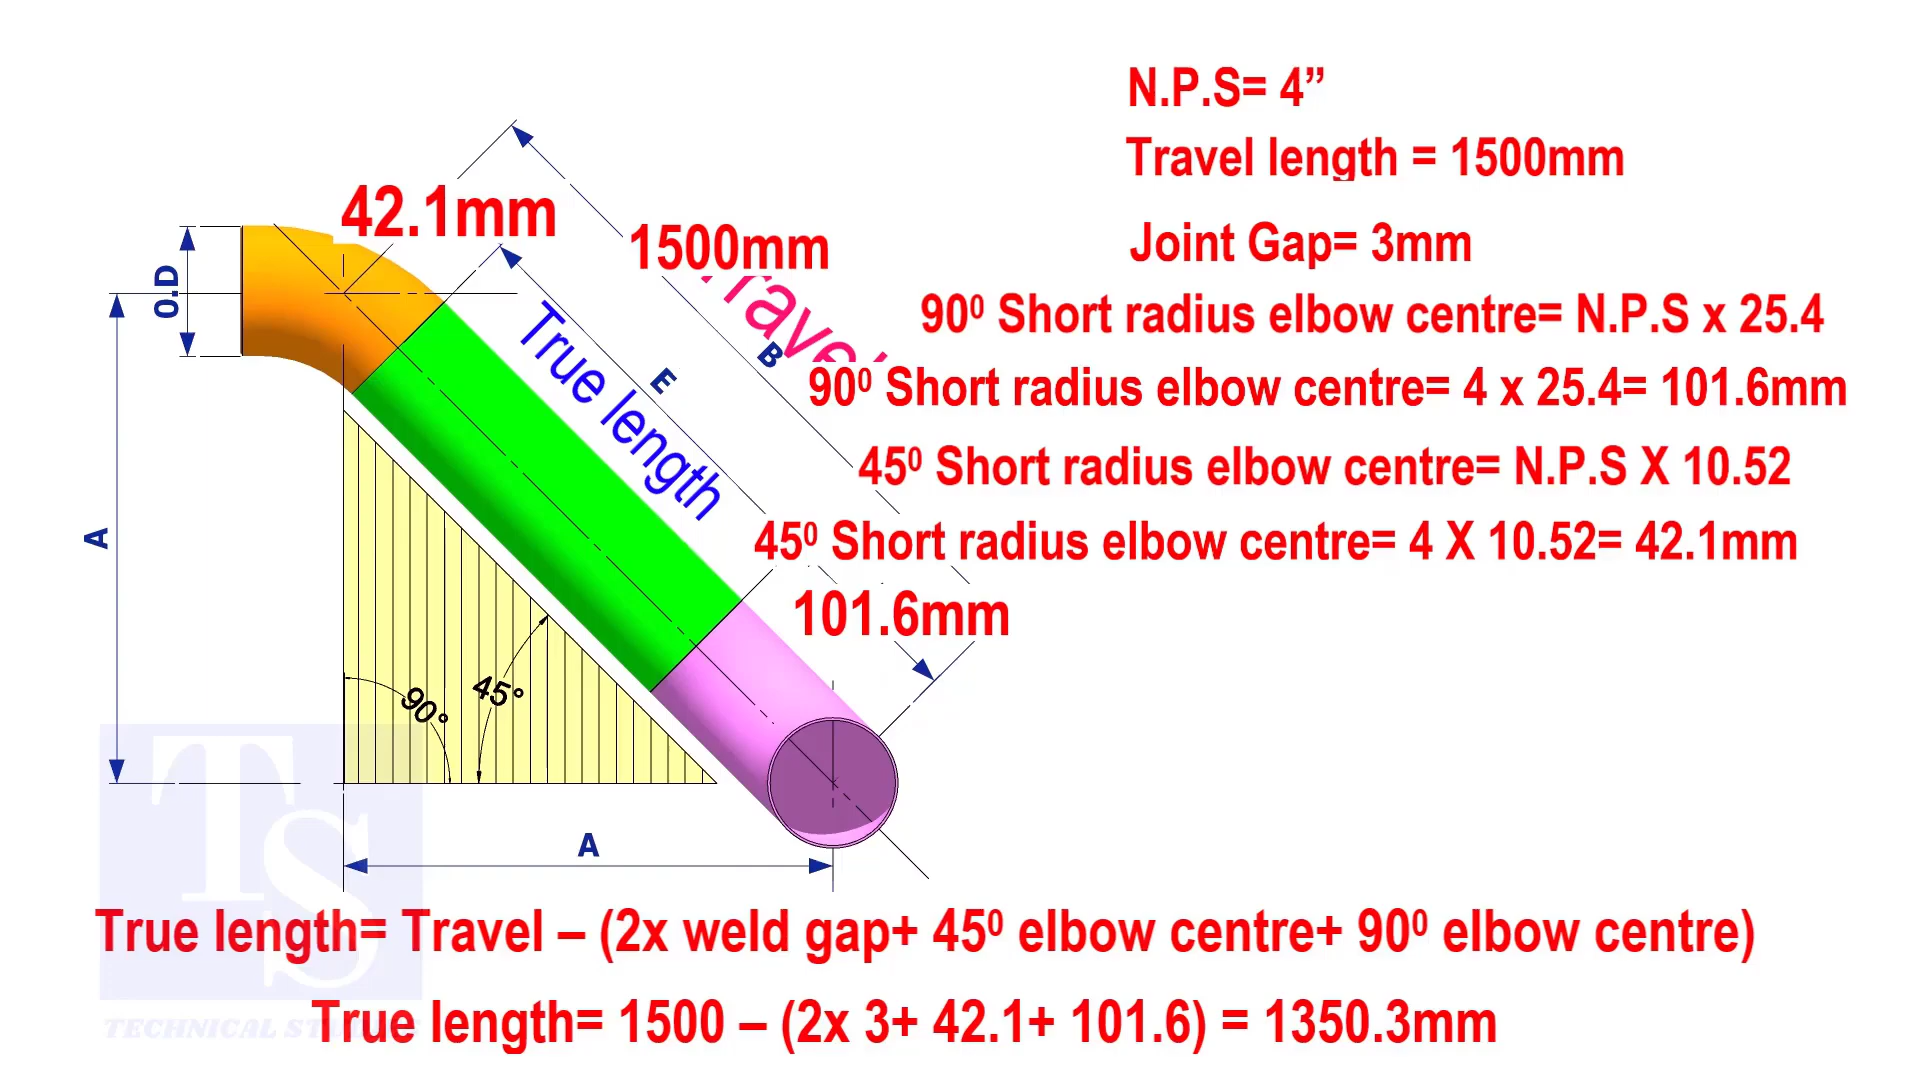 N.P.S= 4”
Travel length = 1500mm
42.1mm
1500mm
Joint Gap= 3mm
O.D
90⁰ Short radius elbow centre= N.P.S x 25.4
True length
E
B
90⁰ Short radius elbow centre= 4 x 25.4= 101.6mm
45⁰ Short radius elbow centre= N.P.S X 10.52
A
45⁰ Short radius elbow centre= 4 X 10.52= 42.1mm
101.6mm
90°
45°
TS
A
True length= Travel – (2x weld gap+ 45⁰ elbow centre+ 90⁰ elbow centre)
TECHNICAL
True length= 1500 – (2x 3+ 42.1+ 101.6) = 1350.3mm